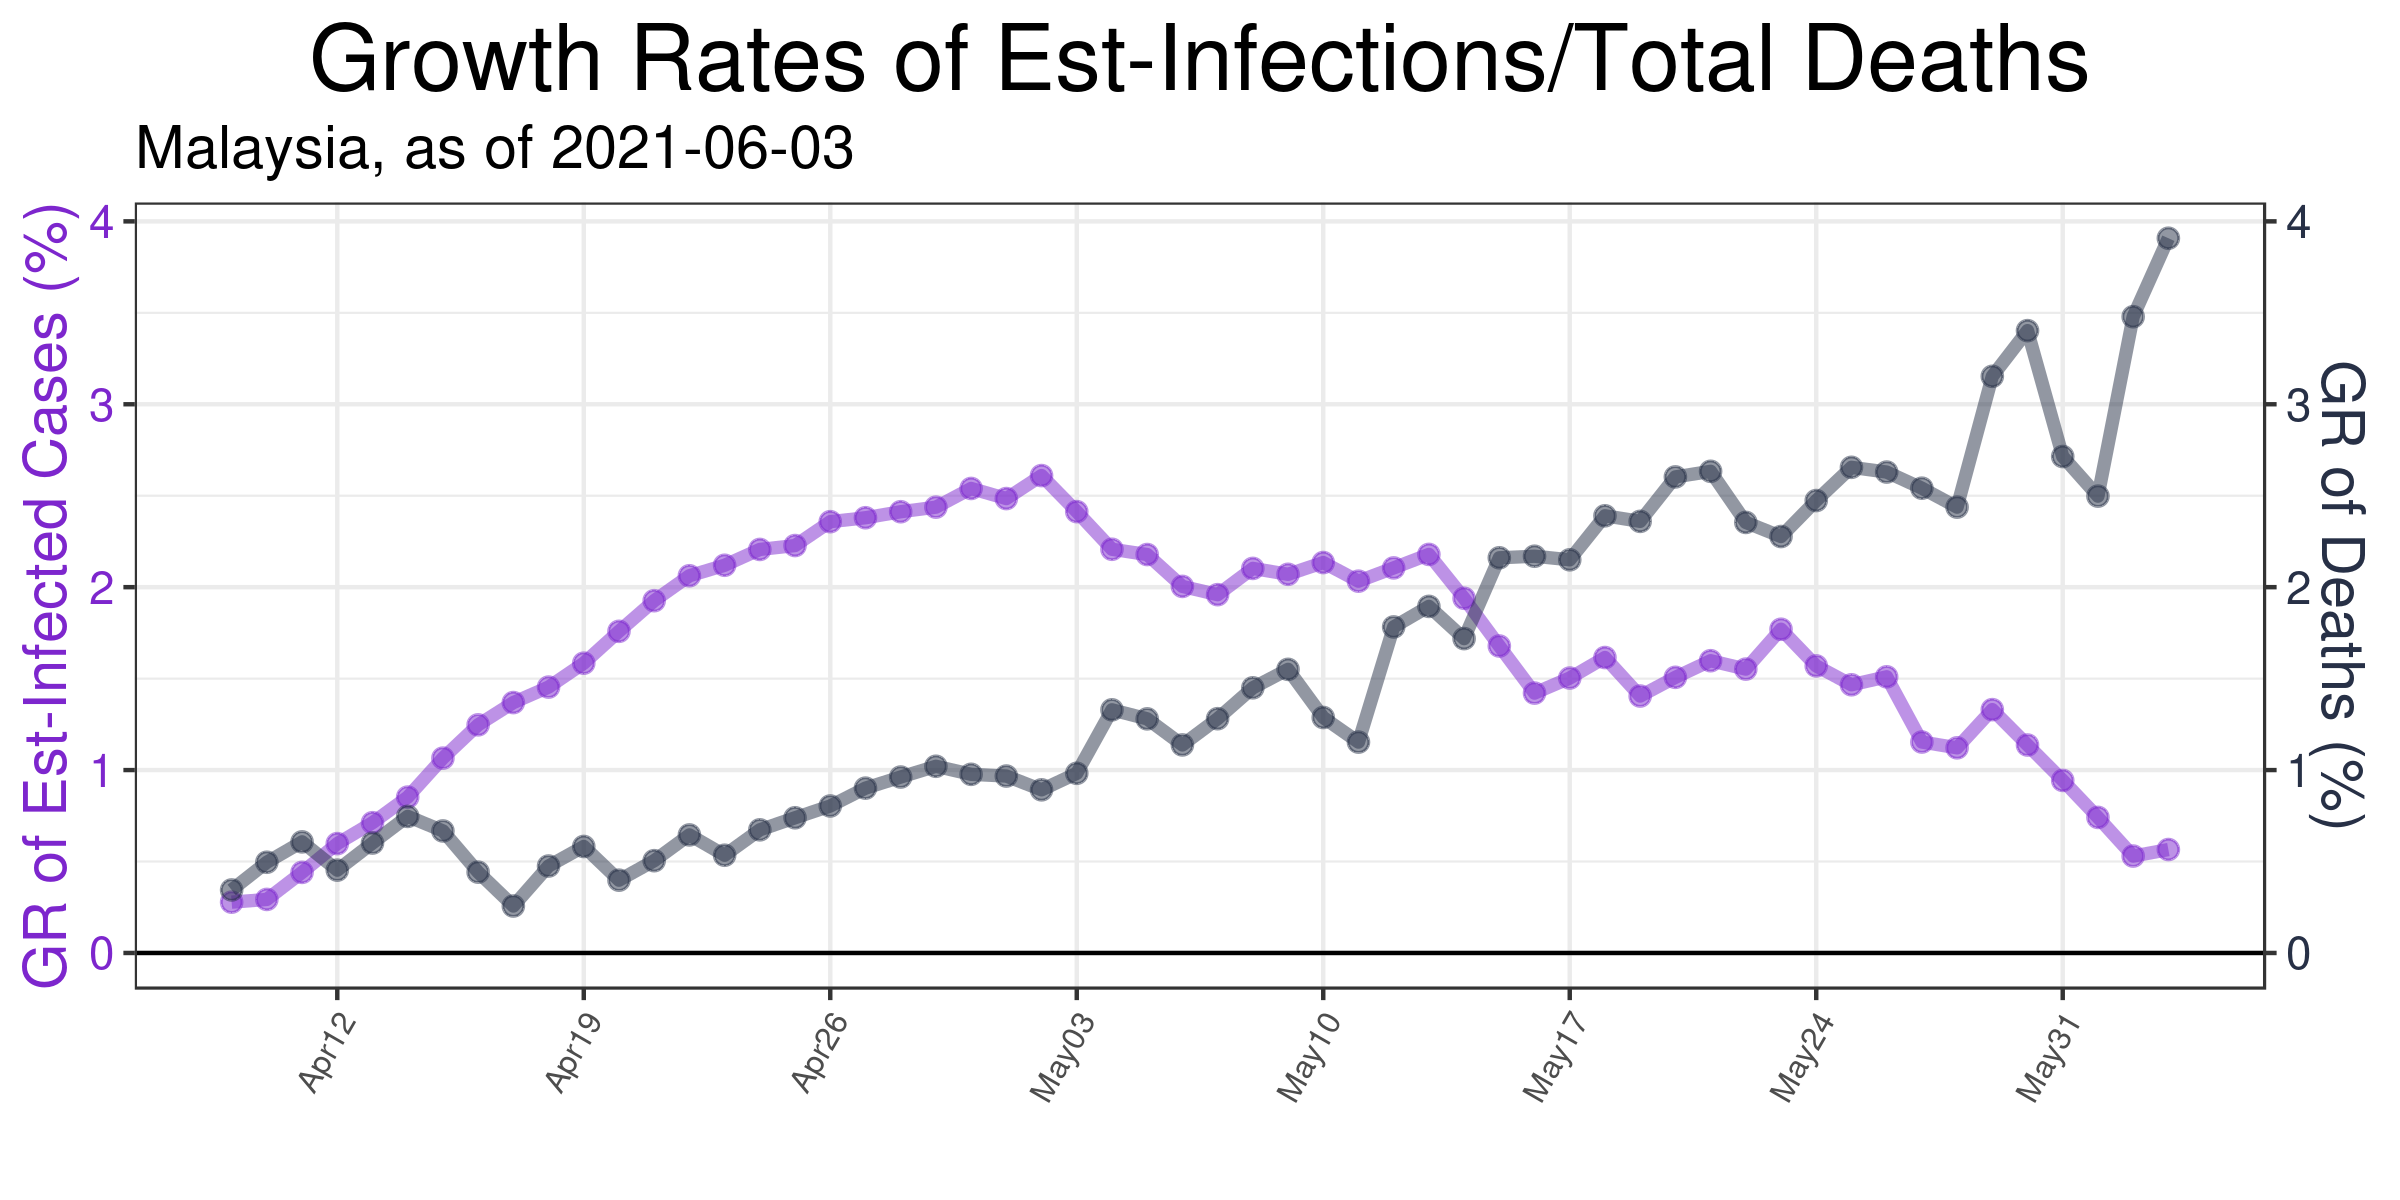 Growth Rates of Est-Infections/Total Deaths
Malaysia, as of 2021-06-03
GR of Est-Infected Cases (%)
4
3
2
1
0
4
3
2
1
0
GR of Deaths (%)
Apr12
Apr19
Apr26
May03
May10
May17
May24
May31